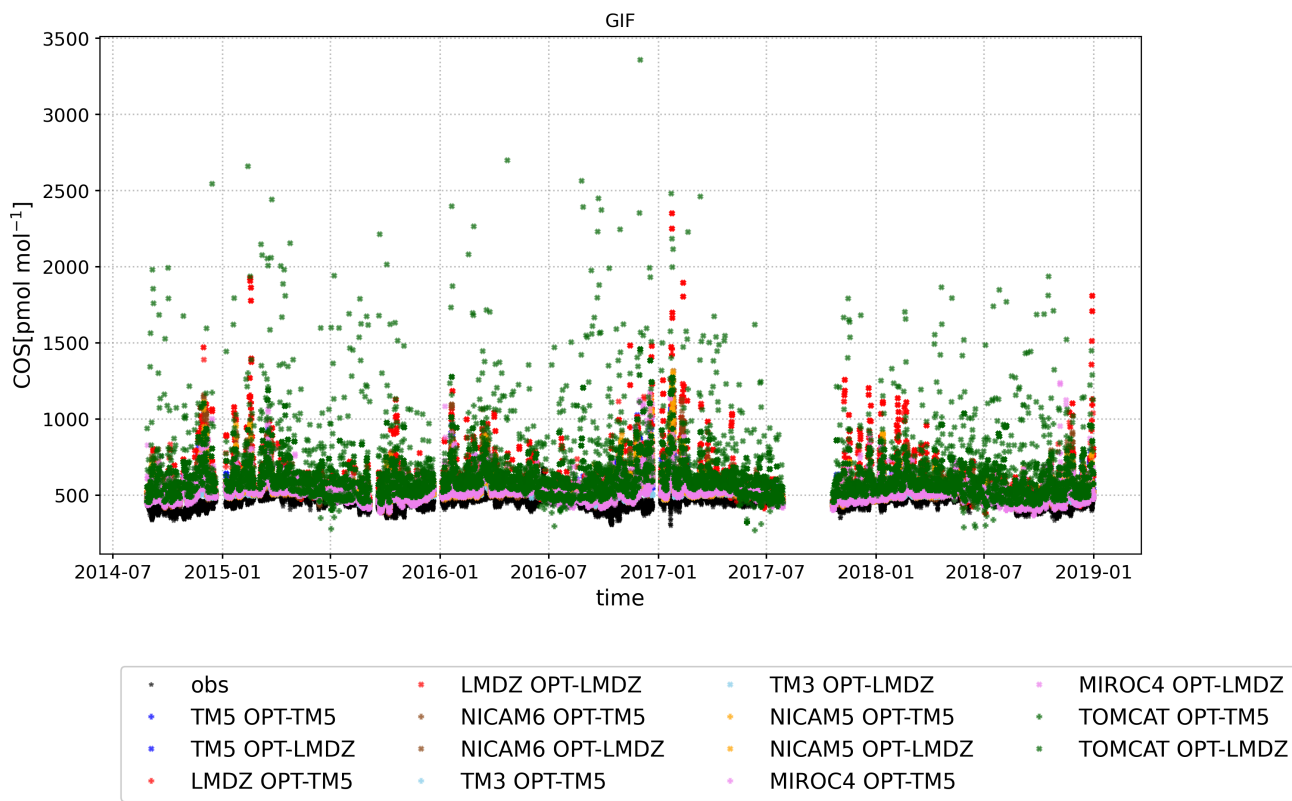 GIF
3500
3000
2500
2000
1500
1000
500
COS[pmol mol⁻¹]
2014-07 2015-01 2015-07 2016-01 2016-07 2017-01 2017-07 2018-01 2018-07 2019-01
time
obs LMDZ OPT-LMDZ TM3 OPT-LMDZ MIROC4 OPT-LMDZ
TM5 OPT-TM5 NICAM6 OPT-TM5 NICAM5 OPT-TM5 TOMCAT OPT-TM5
TM5 OPT-LMDZ NICAM6 OPT-LMDZ NICAM5 OPT-LMDZ TOMCAT OPT-LMDZ
LMDZ OPT-TM5 TM3 OPT-TM5 MIROC4 OPT-TM5